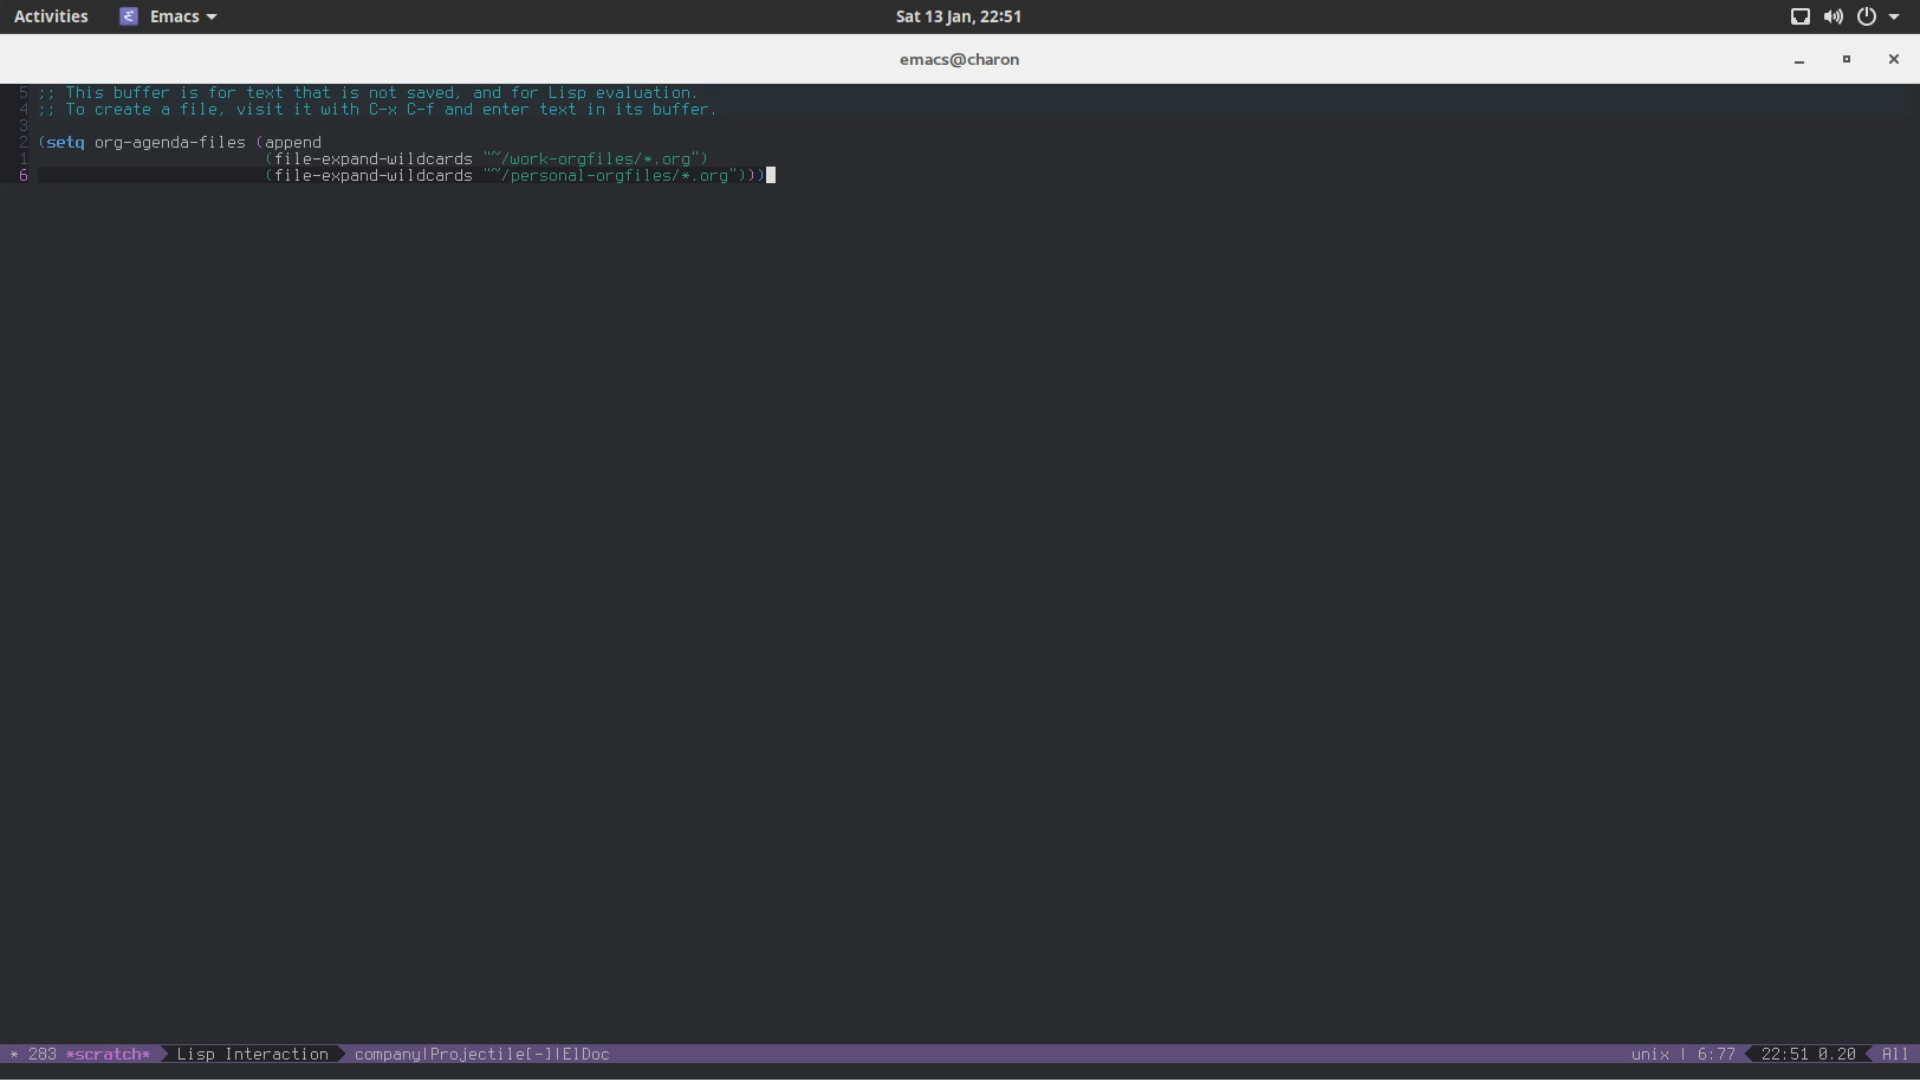 Activities Emacs Sat 13 Jan, 22:51
emacs@charon
5 ;; This buffer is for text that is not saved, and for Lisp evaluation.
4 ;; To create a file, visit it with C-x C-f and enter text in its buffer.
3
2 (setq org-agenda-files (append
1 (file-expand-wildcards "~/work-orgfiles/*.org")
6 (file-expand-wildcards "~/personal-orgfiles/*.org")))
* 283 *scratch* Lisp Interaction company|Projectile[-]|ElDoc unix | 6:77 22:51 0.20 All